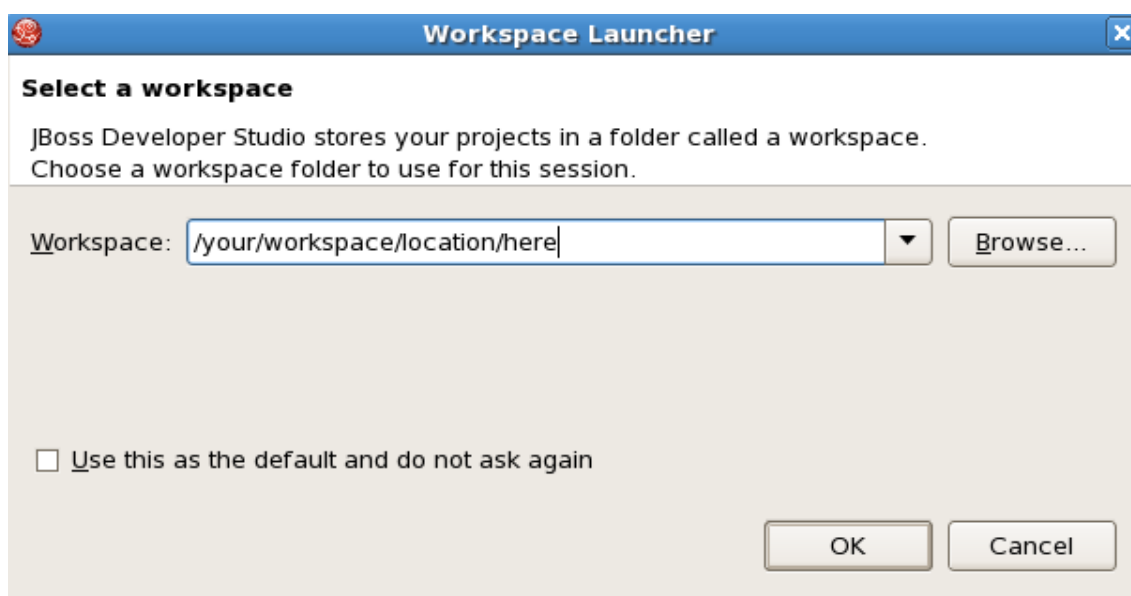 Workspace Launcher
Select a workspace
JBoss Developer Studio stores your projects in a folder called a workspace.
Choose a workspace folder to use for this session.
Workspace: /your/workspace/location/here Browse...
Use this as the default and do not ask again
OK Cancel